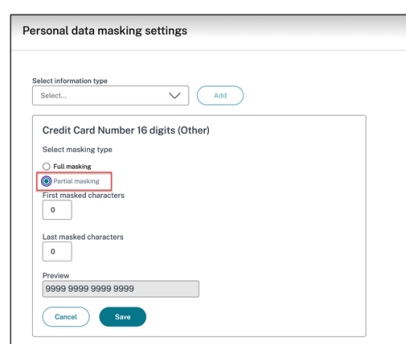 Personal data masking settings
Select information type
Select...
Add
Credit Card Number 16 digits (Other)
Select masking type
Full masking
Partial masking
First masked characters
0
Last masked characters
0
Preview
9999 9999 9999 9999
Cancel
Save